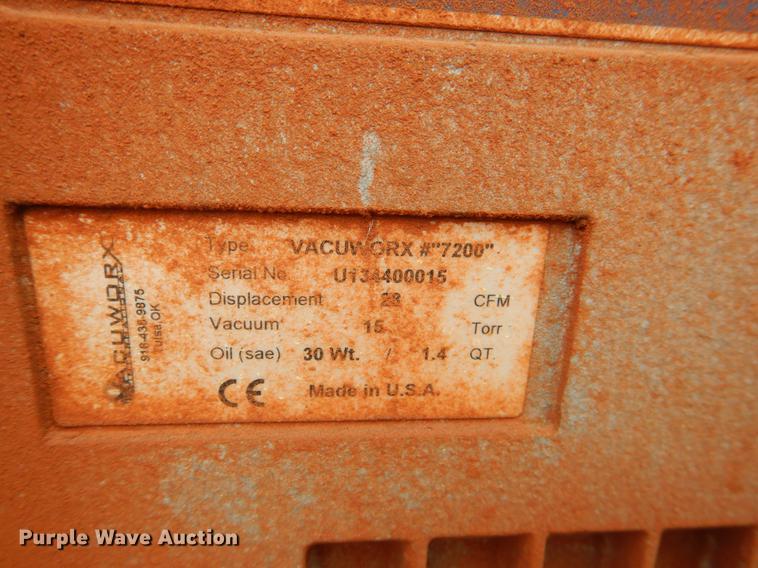 VACUWORX
918-438-9875
Tulsa, OK
Type VACUWORX #"7200"
Serial No. U134400015
Displacement 28 CFM
Vacuum 15 Torr
Oil (sae) 30 Wt. / 1.4 QT.
CE Made in U.S.A.
Purple Wave Auction